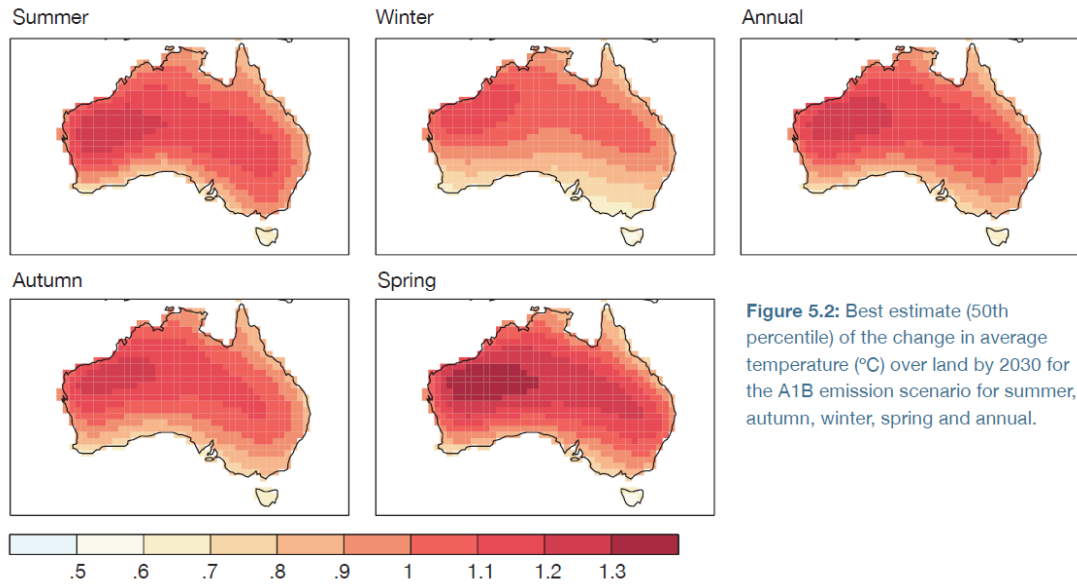 Summer
Winter
Annual
Autumn
Spring
Figure 5.2: Best estimate (50th
percentile) of the change in average
temperature (ºC) over land by 2030 for
the A1B emission scenario for summer,
autumn, winter, spring and annual.
.5 .6 .7 .8 .9 1 1.1 1.2 1.3